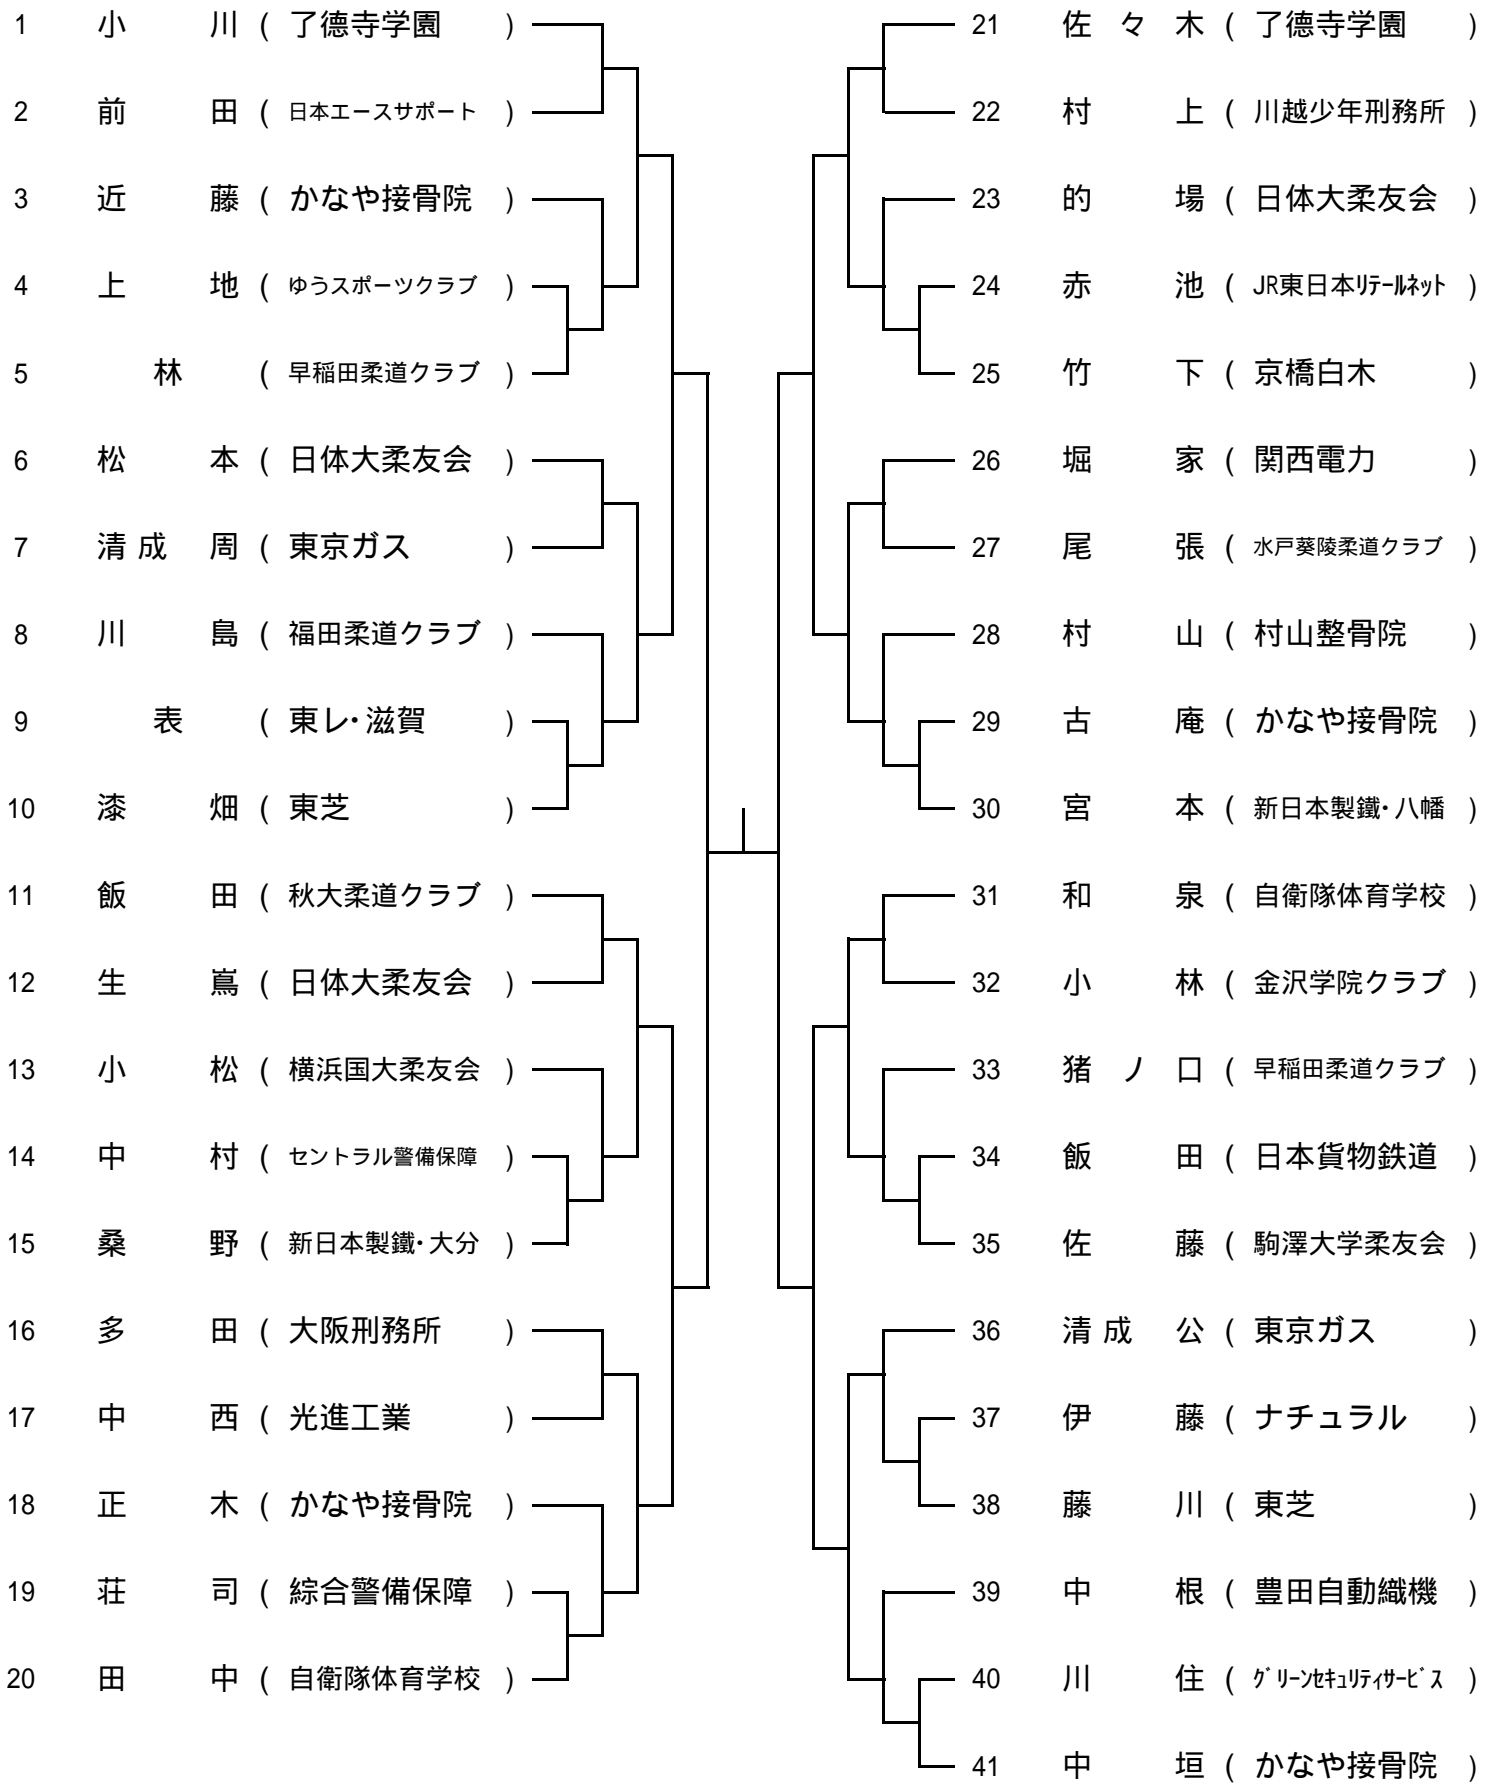 1 小川 ( 了德寺学園 )
2 前田 ( 日本エースサポート )
3 近藤 ( かなや接骨院 )
4 上地 ( ゆうスポーツクラブ )
5 林 ( 早稲田柔道クラブ )
6 松本 ( 日体大柔友会 )
7 清成周 ( 東京ガス )
8 川島 ( 福田柔道クラブ )
9 表 ( 東レ・滋賀 )
10 漆畑 ( 東芝 )
11 飯田 ( 秋大柔道クラブ )
12 生嶌 ( 日体大柔友会 )
13 小松 ( 横浜国大柔友会 )
14 中村 ( セントラル警備保障 )
15 桑野 ( 新日本製鐵・大分 )
16 多田 ( 大阪刑務所 )
17 中西 ( 光進工業 )
18 正木 ( かなや接骨院 )
19 荘司 ( 綜合警備保障 )
20 田中 ( 自衛隊体育学校 )
21 佐々木 ( 了德寺学園 )
22 村上 ( 川越少年刑務所 )
23 的場 ( 日体大柔友会 )
24 赤池 ( JR東日本ﾘﾃｰﾙﾈｯﾄ )
25 竹下 ( 京橋白木 )
26 堀家 ( 関西電力 )
27 尾張 ( 水戸葵陵柔道クラブ )
28 村山 ( 村山整骨院 )
29 古庵 ( かなや接骨院 )
30 宮本 ( 新日本製鐵・八幡 )
31 和泉 ( 自衛隊体育学校 )
32 小林 ( 金沢学院クラブ )
33 猪ノ口 ( 早稲田柔道クラブ )
34 飯田 ( 日本貨物鉄道 )
35 佐藤 ( 駒澤大学柔友会 )
36 清成公 ( 東京ガス )
37 伊藤 ( ナチュラル )
38 藤川 ( 東芝 )
39 中根 ( 豊田自動織機 )
40 川住 ( ｸﾞﾘｰﾝｾｷｭﾘﾃｨｻｰﾋﾞｽ )
41 中垣 ( かなや接骨院 )